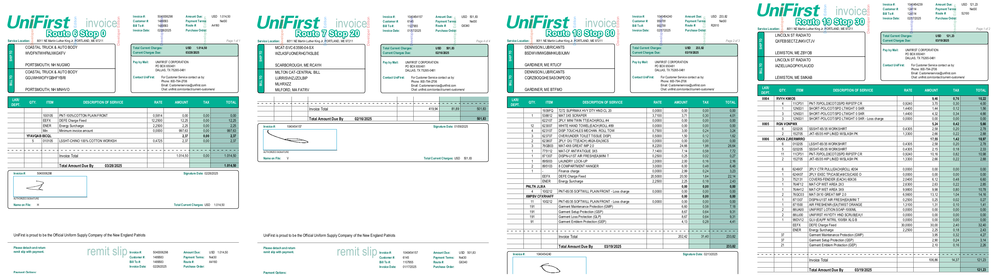 UniFirst invoice
Route 6 Stop 0
Invoice #: 5040006298 Amount Due: USD 1.014,50
Customer #: 1489583 Payment Terms: Net30
Bill To #: 1489583 Route #: A4160
Invoice Date: 02/26/2025 Purchase Order:
Service Location: 8011 NE Martin Luther King Jr, PORTLAND, ME 97211
Page 1 of 1
SHIP TO
COASTAL TRUCK & AUTO BODY
WVDFNTWHFMJXKGKFV
PORTSMOUTH, NH NUGMO
BILL TO
COASTAL TRUCK & AUTO BODY
GGUWHWOFYGBHFYBRI
PORTSMOUTH, NH MNHVO
Total Current Charges: USD 1.014,50
Current Charges Due: 03/28/2025
Pay by Mail: UNIFIRST CORPORATION
PO BOX 650481
DALLAS, TX 75265-0481
Contact UniFirst: For Customer Service contact us by:
Phone: 800-794-2706
Email: Customerservice@unifirst.com
Chat: unifirst.com/contact/current-customers/
LKR/ DEPT. QTY. ITEM DESCRIPTION OF SERVICE RATE AMOUNT TAX TOTAL
100105 PNT-100%COTTON PLAIN FRONT 0,5814 0,00 0,00 0,00
EEFX DEFE Charge Fixed 12,2500 12,25 0,00 12,25
ENER Energy Surcharge 2,2500 2,25 0,00 2,25
Min Minimum invoice amount 0,0000 997,63 0,00 997,63
YFAVQAB IBCQL 2,37 0,00 2,37
5 010105 LSSHT-CHINO 100% COTTON WORKSH 0,4725 2,37 0,00 2,37
Invoice Total 1.014,50 0,00 1.014,50
Total Amount Due By 03/28/2025 1.014,50
Invoice #: 5040006298 Signature Date: 02/26/2025
AUTHORIZED SIGNATURE
Name on File: H Total Current Charges: USD 1.014,50
UniFirst is proud to be the Official Uniform Supply Company of the New England Patriots
Please detach and return
remit slip with payment.
remit slip
Invoice #: 5040006298 Amount Due: USD 1.014,50
Customer #: 1489583 Payment Terms: Net30
Bill To #: 1489583 Route #: A4160
Invoice Date: 02/26/2025 Purchase Order:
Payment Options:
UniFirst invoice
Route 7 Stop 20
Invoice #: 1040454157 Amount Due: USD 501,83
Customer #: 6145 Payment Terms: Net30
Bill To #: 1107955 Route #: G6340
Invoice Date: 01/17/2025 Purchase Order:
Service Location: 8011 NE Martin Luther King Jr, PORTLAND, ME 97211
Page 4 of 4
SHIP TO
MCAT-SVC-63590-04-SX
WZLKSFUONERHGTKSLBE
SCARBOROUGH, ME RCAYH
BILL TO
MILTON CAT-CENTRAL BILL
UJRRISVHZJZOLBIP
MLHRXZZ
MILFORD, MA FATRV
Total Current Charges: USD 501,83
Current Charges Due: 02/16/2025
Pay by Mail: UNIFIRST CORPORATION
PO BOX 650481
DALLAS, TX 75265-0481
Contact UniFirst: For Customer Service contact us by:
Phone: 800-794-2706
Email: Customerservice@unifirst.com
Chat: unifirst.com/contact/current-customers/
Invoice Total 419,94 81,89 501,83
Total Amount Due By 02/16/2025 501,83
Invoice #: 1040454157 Signature Date: 01/09/2025
AUTHORIZED SIGNATURE
Name on File: V Total Current Charges: USD 501,83
UniFirst is proud to be the Official Uniform Supply Company of the New England Patriots
Please detach and return
remit slip with payment.
remit slip
Invoice #: 1040454157 Amount Due: USD 501,83
Customer #: 6145 Payment Terms: Net30
Bill To #: 1107955 Route #: G6340
Invoice Date: 01/17/2025 Purchase Order:
Payment Options:
UniFirst invoice
Route 18 Stop 80
Invoice #: 1040454240 Amount Due: USD 233,82
Customer #: 950781 Payment Terms: Net30
Bill To #: 950781 Route #: R2810
Invoice Date: 02/17/2025 Purchase Order:
Service Location: 8011 NE Martin Luther King Jr, PORTLAND, ME 97211
Page 2 of 3
SHIP TO
DENNISON LUBRICANTS
BSDWVIMWGBMHKUBXJMV
GARDINER, ME RTUCF
BILL TO
DENNISON LUBRICANTS
CQRZBOQGHESASONPEOQ
GARDINER, ME BTFMO
Total Current Charges: USD 233,82
Current Charges Due: 03/19/2025
Pay by Mail: UNIFIRST CORPORATION
PO BOX 650481
DALLAS, TX 75265-0481
Contact UniFirst: For Customer Service contact us by:
Phone: 800-794-2706
Email: Customerservice@unifirst.com
Chat: unifirst.com/contact/current-customers/
LKR/ DEPT. QTY. ITEM DESCRIPTION OF SERVICE RATE AMOUNT TAX TOTAL
1939FQ 7272 SUPRMAX HVY DTY HND CL 20 0,0000 0,00 0,00 0,00
1 538812 MAT 3X5 SCRAPER 3,7100 3,71 0,30 4,01
622107 2PLY MINI TWIN TT(EACH)ROLL #4 0,0000 0,00 0,00 0,00
12 623007 WHITE HAND TOWEL(EACH)ROLL #89 0,0000 0,00 0,00 0,00
4 623107 DISP.TOUCHLES MECHAN. ROLL TOW 0,7500 3,00 0,24 3,24
3 623707 OVER/UNDER TOILET TISSUE DISP( 0,5000 1,50 0,12 1,62
2 623807 2PLY O/U TT(EACH) #92A-EA(36CS 0,0000 0,00 0,00 0,00
3 76GB03 MAT-4X6 GREAT IMP 2.0 8,2200 24,66 1,98 26,64
1 775112 MAT-CF ANTIFATIGUE 3X5 7,1400 7,14 0,58 7,72
1 871307 DISPN-U1ST AIR FRESH(EA)MINI T 0,2500 0,25 0,02 0,27
1 895003 LAUNDRY LOCK-UP 2,0000 2,00 0,16 2,16
2 895103 8 COMPARTMENT HANGER 3,0000 6,00 0,48 6,48
1 - Finance charge 0,0000 2,99 0,24 3,23
EEFX DEFE Charge Fixed 20,5000 20,50 1,64 22,14
ENER Energy Surcharge 2,2500 2,25 0,18 2,43
PNLTN JLIXA 0,00 0,00 0,00
4 100212 PNT-65/35 SOFTWILL PLAIN FRONT - Loss charge 0,0000 0,00 0,00 0,00
XMPBV CFXRHAFF 0,00 0,00 0,00
11 100212 PNT-65/35 SOFTWILL PLAIN FRONT - Loss charge 0,0000 0,00 0,00 0,00
191 Garment Maintenance Protection (GMP) 6,60 0,58 7,18
191 Garment Setup Protection (GSP) 8,67 0,64 9,31
191 Garment Loss Protection (GLP) 8,67 0,64 9,31
91 Garment Emblem Protection (GEP) 4,13 0,28 4,41
Invoice Total 202,42 31,40 233,82
Total Amount Due By 03/19/2025 233,82
Invoice #: 1040454240 Signature Date: 02/13/2025
UniFirst invoice
Route 19 Stop 30
Invoice #: 1040454239 Amount Due: USD 121,23
Customer #: 124114 Payment Terms: Net30
Bill To #: 124114 Route #: S2100
Invoice Date: 02/17/2025 Purchase Order:
Service Location: 8011 NE Martin Luther King Jr, PORTLAND, ME 97211
Page 1 of 2
SHIP TO
LINCOLN ST RADIATO
QXFEBSECTZJNKVCTJV
LEWISTON, ME ZBYOB
BILL TO
LINCOLN ST RADIATO
IAZIELUAGOPKYLAUOD
LEWISTON, ME SMKAB
Total Current Charges: USD 121,23
Current Charges Due: 03/19/2025
Pay by Mail: UNIFIRST CORPORATION
PO BOX 650481
DALLAS, TX 75265-0481
Contact UniFirst: For Customer Service contact us by:
Phone: 800-794-2706
Email: Customerservice@unifirst.com
Chat: unifirst.com/contact/current-customers/
LKR/ DEPT. QTY. ITEM DESCRIPTION OF SERVICE RATE AMOUNT TAX TOTAL
0004 RVYH KMIOS 9,46 0,76 10,22
4 11CP31 PNT-70POL/28COT/2SPD RIPSTP CR 0,9240 3,70 0,30 4,00
1 12NS31 SHORT-POL/COT/SPD LTWGHT 0 SKR 1,4400 1,44 0,12 1,56
3 12NS31 SHORT-POL/COT/SPD LTWGHT 0 SKR 1,4400 4,32 0,34 4,66
3 12NS31 SHORT-POL/COT/SPD LTWGHT 0 SKR - Loss charge 0,0000 0,00 0,00 0,00
0005 RGN VONPWX 5,24 0,42 5,66
6 020205 SSSHT-65/35 WORKSHIRT 0,4305 2,58 0,20 2,78
2 152705 JKT-65/35 HIP LINED W/SLASH PK 1,3300 2,66 0,22 2,88
0006 UKKN ZJRERMRRO 17,55 1,42 18,97
6 010205 LSSHT-65/35 WORKSHIRT 0,4305 2,58 0,20 2,78
5 020205 SSSHT-65/35 WORKSHIRT 0,4305 2,15 0,18 2,33
11 11CP31 PNT-70POL/28COT/2SPD RIPSTP CR 0,9240 10,16 0,82 10,98
2 152705 JKT-65/35 HIP LINED W/SLASH PK 1,3300 2,66 0,22 2,88
6 624907 2PLY CTR PULL(EACH)ROLL #204 0,0000 0,00 0,00 0,00
1 624X07 2PLY EXEC TP(CASE)48/CS(CASE O 0,0000 0,00 0,00 0,00
3 752131 COVERS-FENDER (EACH) 60X36 2,0400 6,12 0,48 6,60
1 76AF12 MAT-CP WET AREA 2X3 2,6300 2,63 0,22 2,85
1 76AH12 MAT-CP WET AREA 3X9 9,9800 9,98 0,80 10,78
2 76GC03 MAT-3X10 GREAT IMP 2.0 6,5600 13,12 1,04 14,16
1 871307 DISPN-U1ST AIR FRESH(EA)MINI T 0,2500 0,25 0,02 0,27
1 871500 AIR FRESHENR-(EA)TWIST ORANGE 1,3100 1,31 0,10 1,41
2 88UA00 UNIFIRST LOTION SOAP-1000ML 0,0000 0,00 0,00 0,00
2 88UJ00 UNIFIRST HVYDTY HND SCRUB(EA)1 0,0000 0,00 0,00 0,00
1 99DV12 GLV-(EA)PF NITRIL 100/BX XLG B 0,0000 0,00 0,00 0,00
EEFX DEFE Charge Fixed 30,0000 30,00 2,40 32,40
ENER Energy Surcharge 2,2500 2,25 0,18 2,43
37 Garment Maintenance Protection (GMP) 3,95 0,32 4,27
37 Garment Setup Protection (GSP) 2,90 0,24 3,14
21 Garment Emblem Protection (GEP) 2,10 0,16 2,26
Invoice Total 106,86 14,37 121,23
Total Amount Due By 03/19/2025 121,23